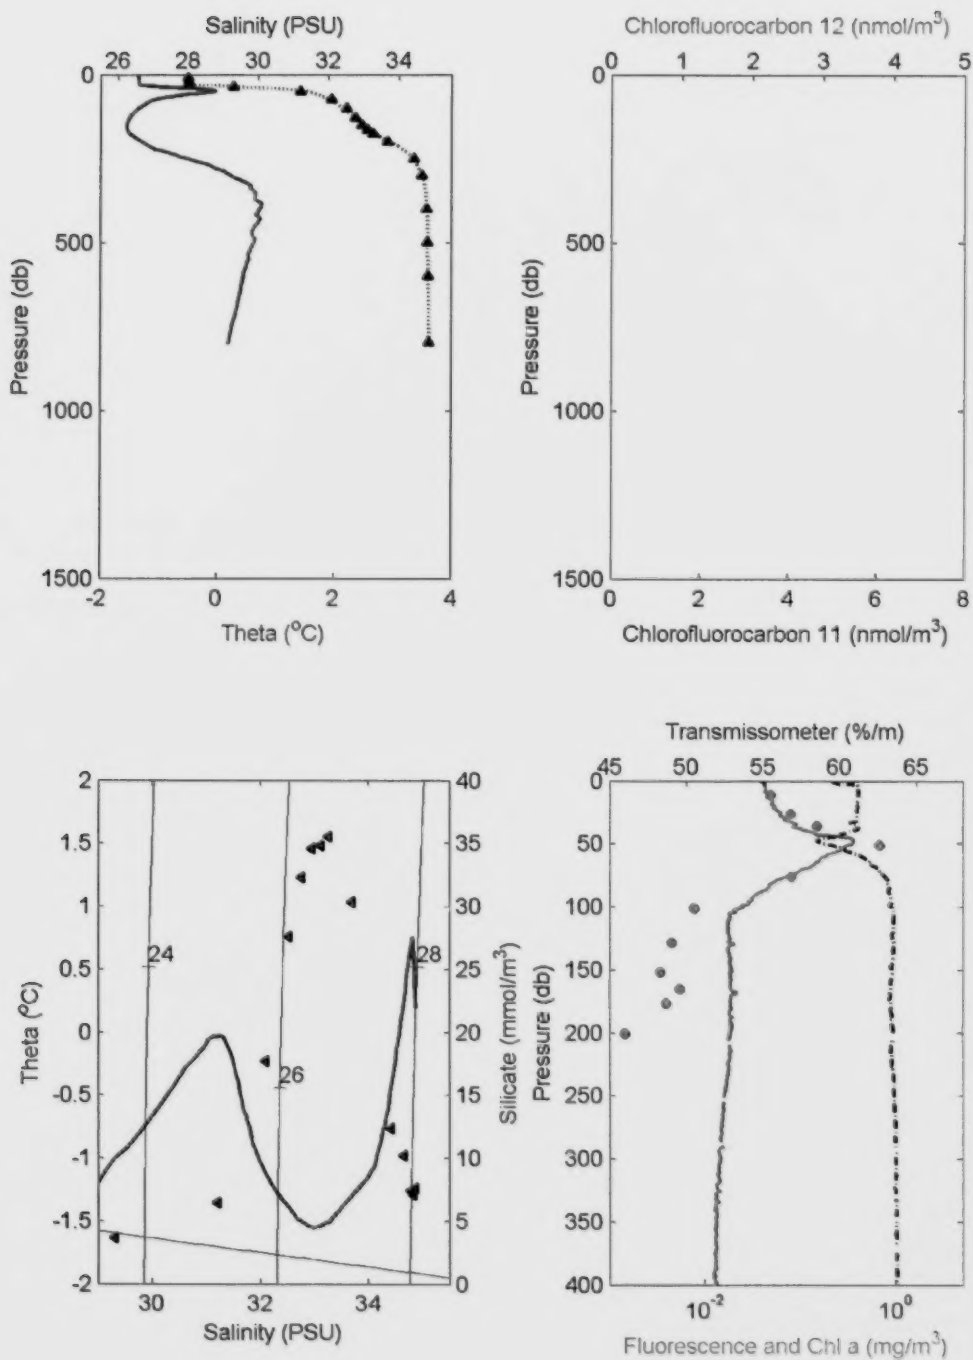 Salinity (PSU)
26 28 30 32 34
0
500
1000
1500
Pressure (db)
-2 0 2 4
Theta (°C)
Chlorofluorocarbon 12 (nmol/m³)
0 1 2 3 4 5
0
500
1000
1500
Pressure (db)
0 2 4 6 8
Chlorofluorocarbon 11 (nmol/m³)
2
1.5
1
0.5
0
-0.5
-1
-1.5
-2
Theta (°C)
24
26
28
40
35
30
25
20
15
10
5
0
Silicate (mmol/m³)
30 32 34
Salinity (PSU)
Transmissometer (%/m)
45 50 55 60 65
0
50
100
150
200
250
300
350
400
Pressure (db)
10⁻² 10⁰
Fluorescence and Chl a (mg/m³)